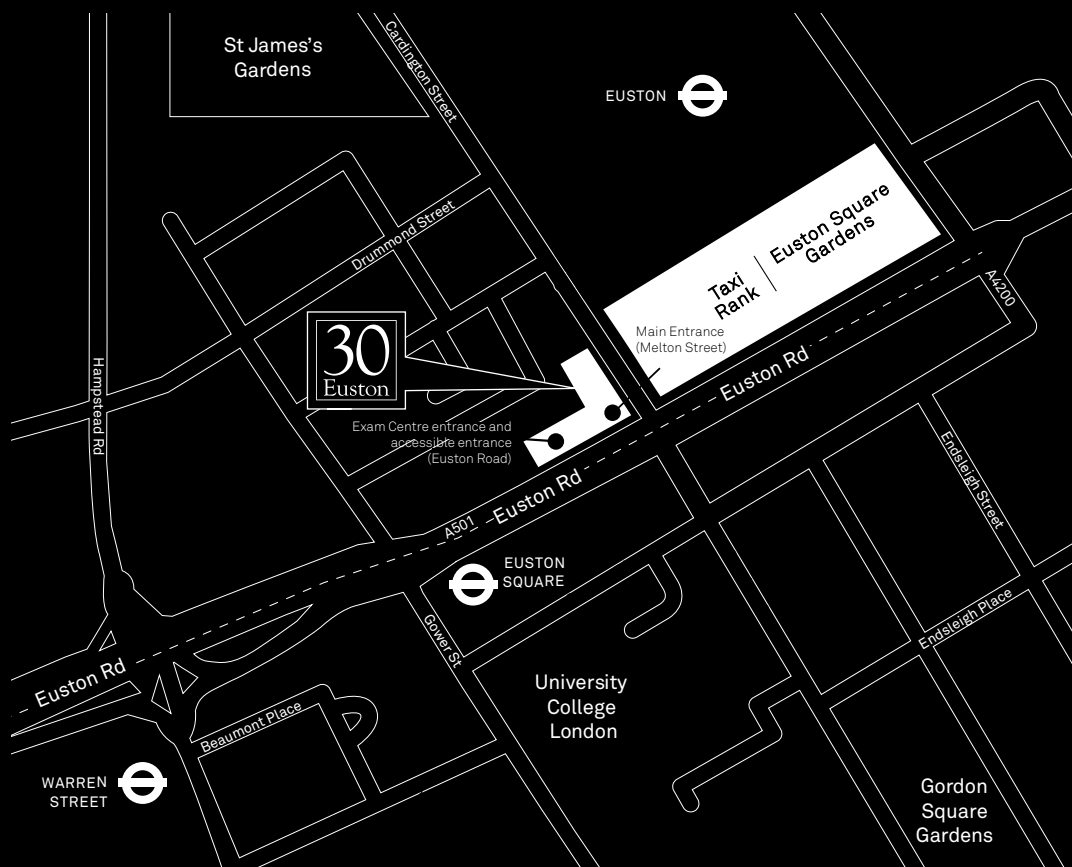 St James's
Gardens
Cardington Street
EUSTON
Drummond Street
Euston Square
Gardens
Taxi
Rank
A4200
30
Euston
Main Entrance
(Melton Street)
Hampstead Rd
Euston Rd
Exam Centre entrance and
accessible entrance
(Euston Road)
Endsleigh Street
Euston Rd
A501
EUSTON
SQUARE
Gower St
Endsleigh Place
Euston Rd
University
College
London
Beaumont Place
WARREN
STREET
Gordon
Square
Gardens